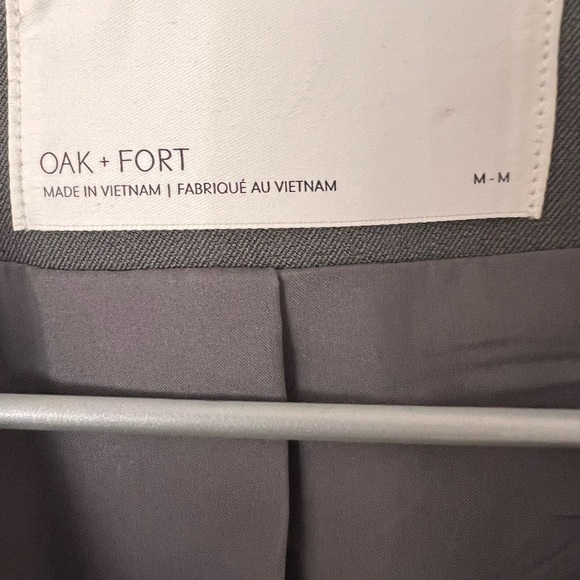 OAK + FORT
MADE IN VIETNAM | FABRIQUÉ AU VIETNAM
M - M